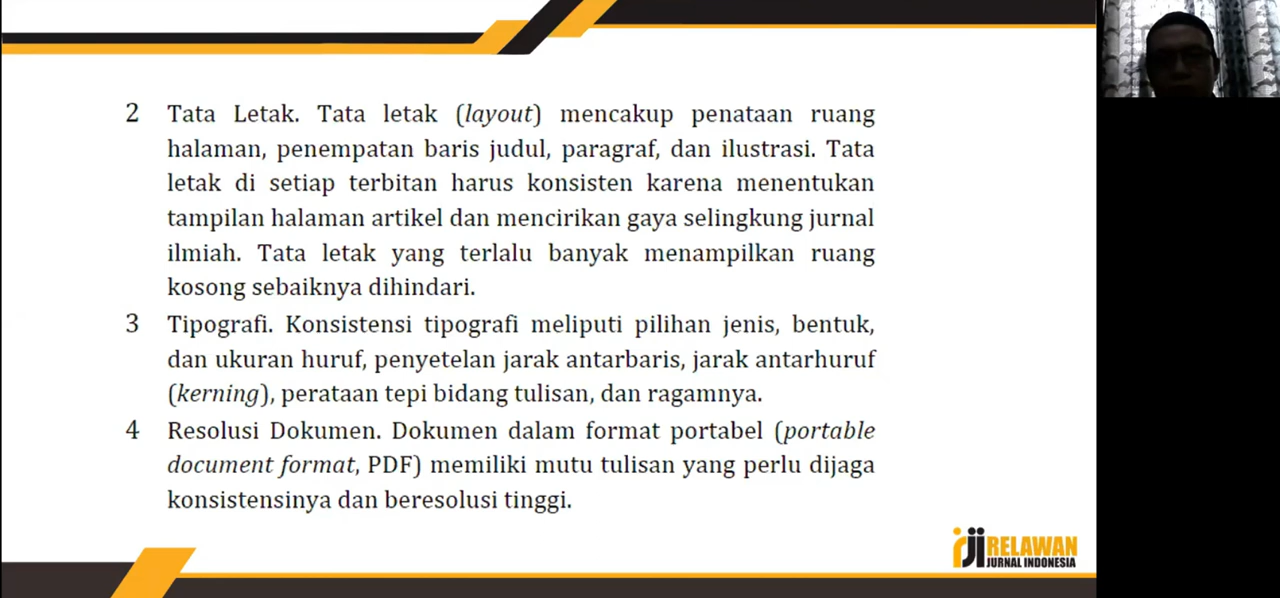 2 Tata Letak. Tata letak (layout) mencakup penataan ruang
halaman, penempatan baris judul, paragraf, dan ilustrasi. Tata
letak di setiap terbitan harus konsisten karena menentukan
tampilan halaman artikel dan mencirikan gaya selingkung jurnal
ilmiah. Tata letak yang terlalu banyak menampilkan ruang
kosong sebaiknya dihindari.
3 Tipografi. Konsistensi tipografi meliputi pilihan jenis, bentuk,
dan ukuran huruf, penyetelan jarak antarbaris, jarak antarhuruf
(kerning), perataan tepi bidang tulisan, dan ragamnya.
4 Resolusi Dokumen. Dokumen dalam format portabel (portable
document format, PDF) memiliki mutu tulisan yang perlu dijaga
konsistensinya dan beresolusi tinggi.
rji RELAWAN
JURNAL INDONESIA